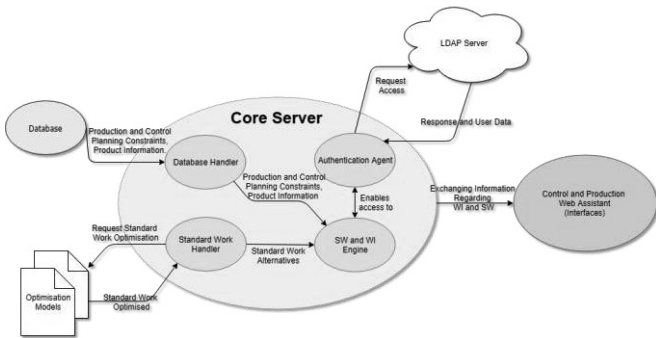 LDAP Server
Request
Access
Response and User Data
Core Server
Database
Production and Control
Planning Constraints,
Product Information.
Database Handler
Authentication Agent
Production and Control
Planning Constraints,
Product Information
Enables
access to
Exchanging Information
Regarding
WI and SW
Control and Production
Web Assistant
(Interfaces)
Request Standard
Work Optimisation
Standard Work
Handler
Standard Work
Alternatives
SW and WI
Engine
Optimisation
Models
Standard Work
Optimised